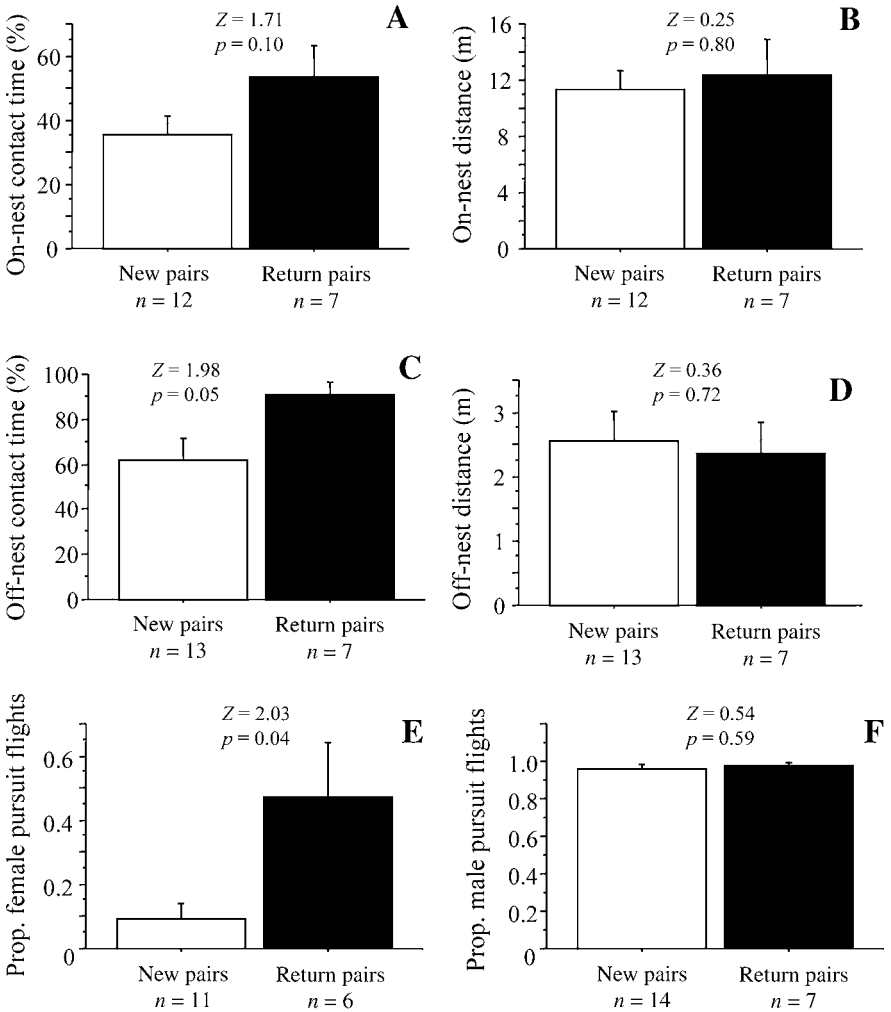 A
Z = 1.71
p = 0.10
On-nest contact time (%)
60
40
20
0
New pairs
n = 12
Return pairs
n = 7
B
Z = 0.25
p = 0.80
On-nest distance (m)
16
12
8
4
0
New pairs
n = 12
Return pairs
n = 7
C
Z = 1.98
p = 0.05
Off-nest contact time (%)
100
80
60
40
20
0
New pairs
n = 13
Return pairs
n = 7
D
Z = 0.36
p = 0.72
Off-nest distance (m)
3
2
1
0
New pairs
n = 13
Return pairs
n = 7
E
Z = 2.03
p = 0.04
Prop. female pursuit flights
0.6
0.4
0.2
0
New pairs
n = 11
Return pairs
n = 6
F
Z = 0.54
p = 0.59
Prop. male pursuit flights
1.0
0.8
0.6
0.4
0.2
0
New pairs
n = 14
Return pairs
n = 7